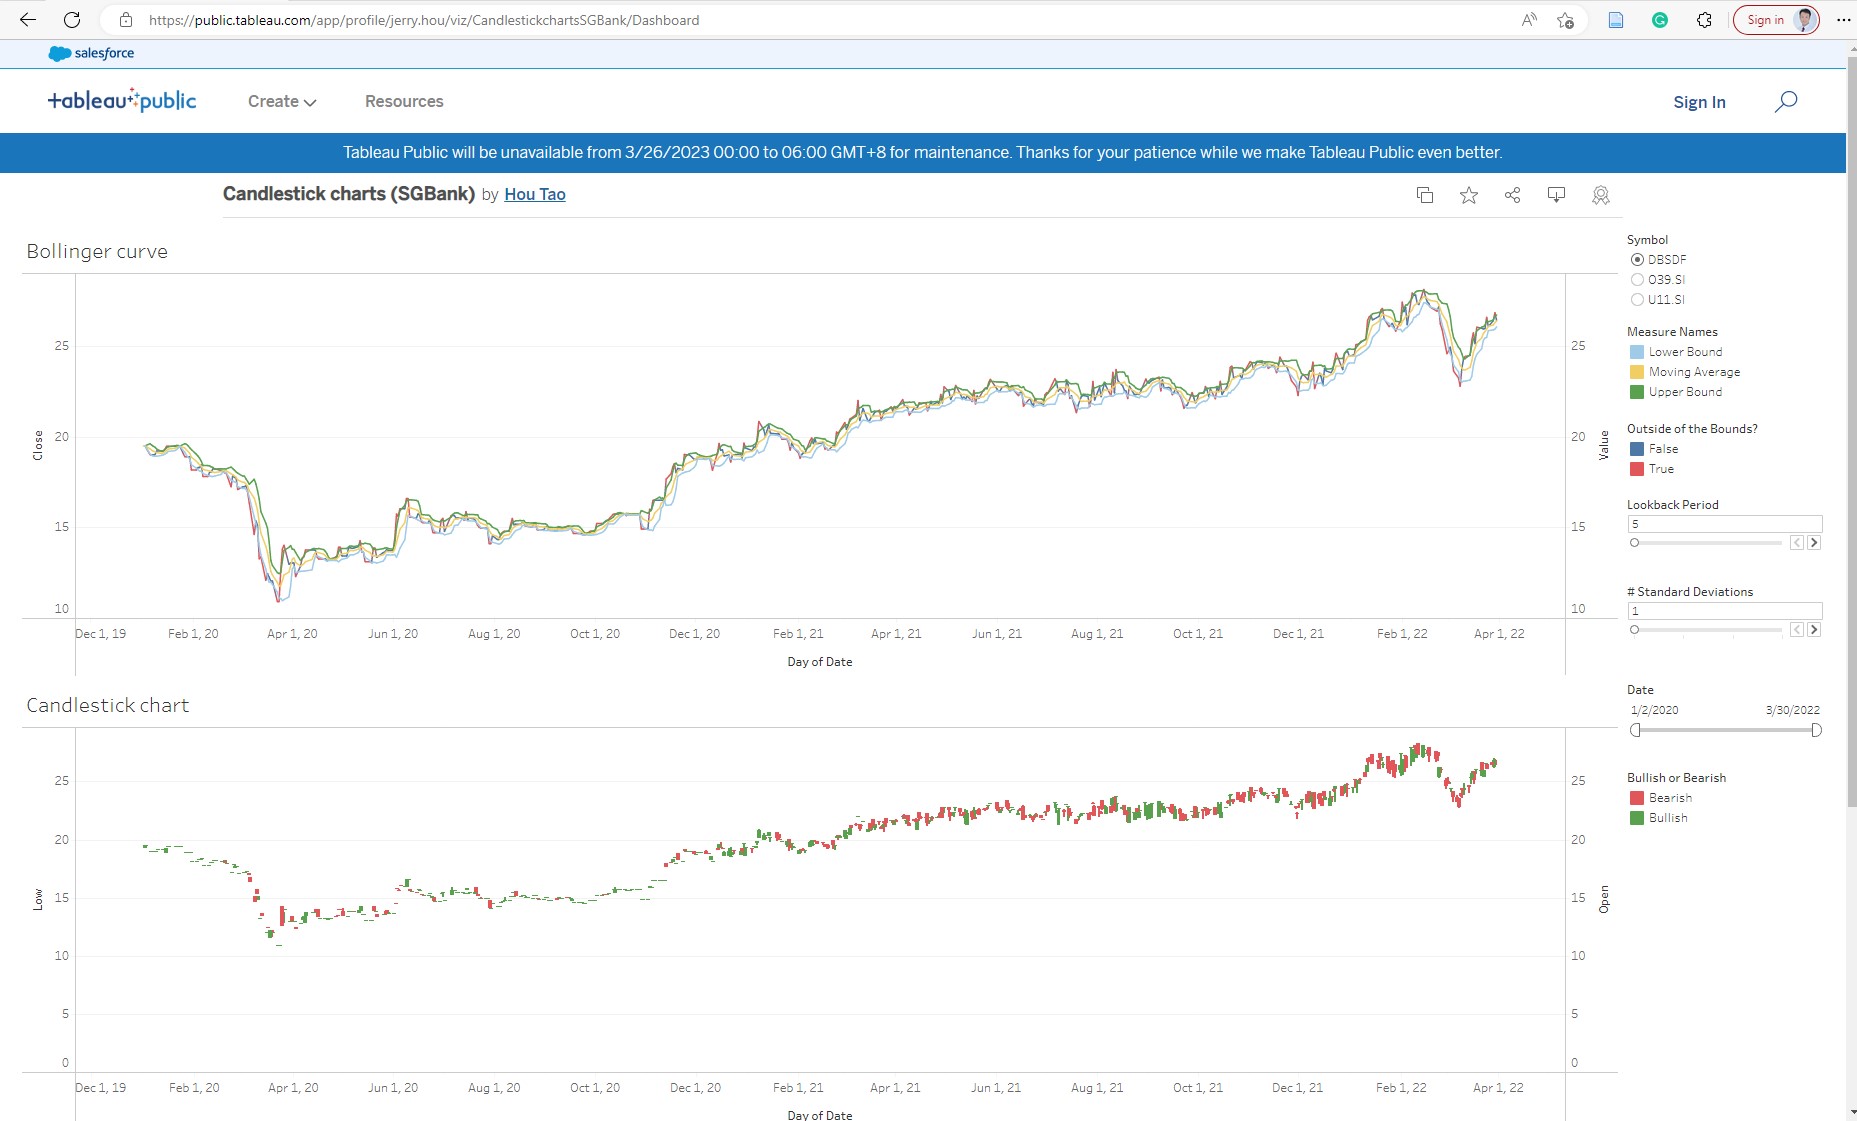 https://public.tableau.com/app/profile/jerry.hou/viz/CandlestickchartsSGBank/Dashboard
Sign in
salesforce
tableau public
Create
Resources
Sign In
Tableau Public will be unavailable from 3/26/2023 00:00 to 06:00 GMT+8 for maintenance. Thanks for your patience while we make Tableau Public even better.
Candlestick charts (SGBank) by Hou Tao
Bollinger curve
25
20
15
10
Close
25
20
15
10
Value
Dec 1, 19 Feb 1, 20 Apr 1, 20 Jun 1, 20 Aug 1, 20 Oct 1, 20 Dec 1, 20 Feb 1, 21 Apr 1, 21 Jun 1, 21 Aug 1, 21 Oct 1, 21 Dec 1, 21 Feb 1, 22 Apr 1, 22
Day of Date
Candlestick chart
25
20
15
10
5
0
Low
25
20
15
10
5
0
Open
Dec 1, 19 Feb 1, 20 Apr 1, 20 Jun 1, 20 Aug 1, 20 Oct 1, 20 Dec 1, 20 Feb 1, 21 Apr 1, 21 Jun 1, 21 Aug 1, 21 Oct 1, 21 Dec 1, 21 Feb 1, 22 Apr 1, 22
Day of Date
Symbol
DBSDF
O39.SI
U11.SI
Measure Names
Lower Bound
Moving Average
Upper Bound
Outside of the Bounds?
False
True
Lookback Period
5
# Standard Deviations
1
Date
1/2/2020 3/30/2022
Bullish or Bearish
Bearish
Bullish